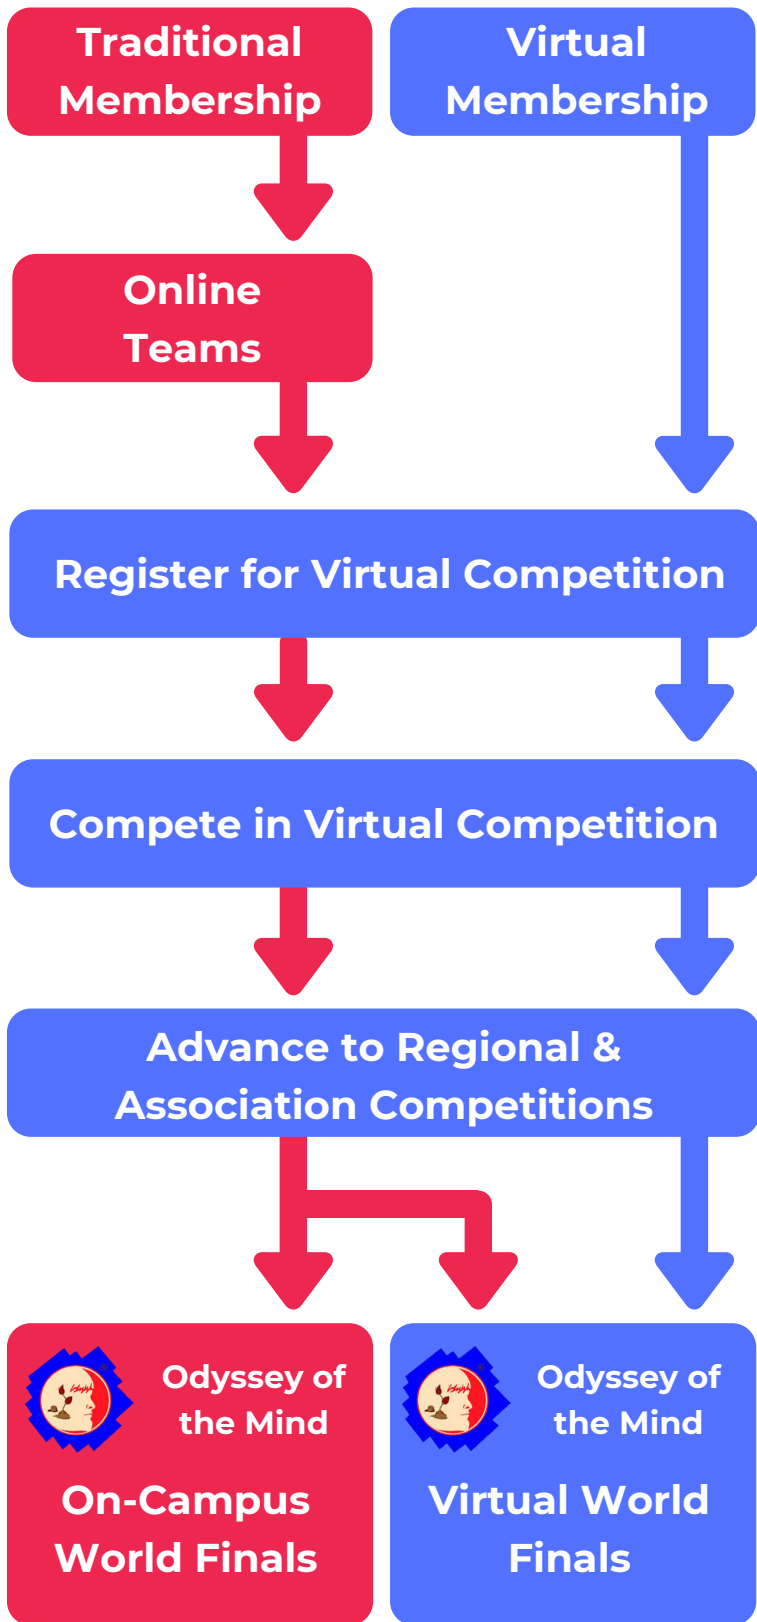 Traditional
Membership
Virtual
Membership
Online
Teams
Register for Virtual Competition
Compete in Virtual Competition
Advance to Regional &
Association Competitions
Odyssey of
the Mind
On-Campus
World Finals
Odyssey of
the Mind
Virtual World
Finals